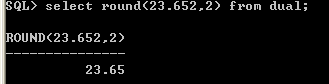 SQL> select round(23.652,2) from dual;
ROUND(23.652,2)
---------------
23.65